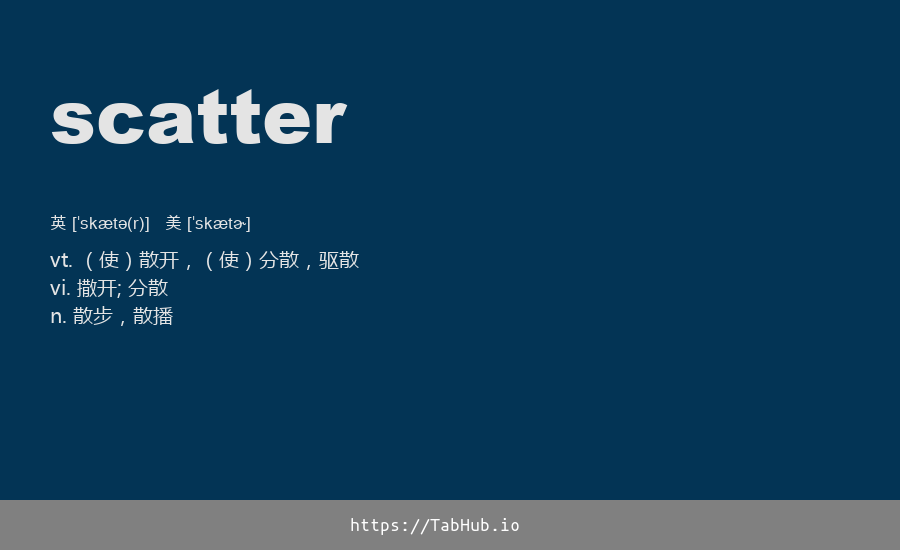 scatter
英 [ˈskætə(r)] 美 [ˈskætɚ]
vt. （使）散开，（使）分散，驱散
vi. 撒开; 分散
n. 散步，散播
https://TabHub.io